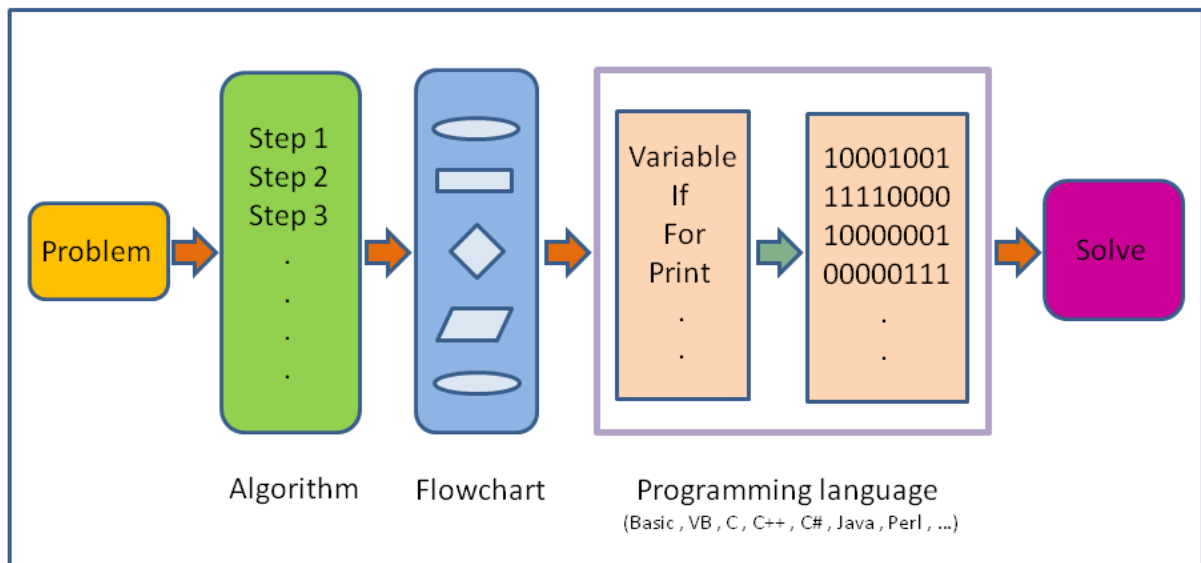 Problem
Step 1
Step 2
Step 3
.
.
.
.
Algorithm
Flowchart
Variable
If
For
Print
.
.
10001001
11110000
10000001
00000111
.
.
Programming language
(Basic , VB , C , C++ , C# , Java , Perl , ...)
Solve